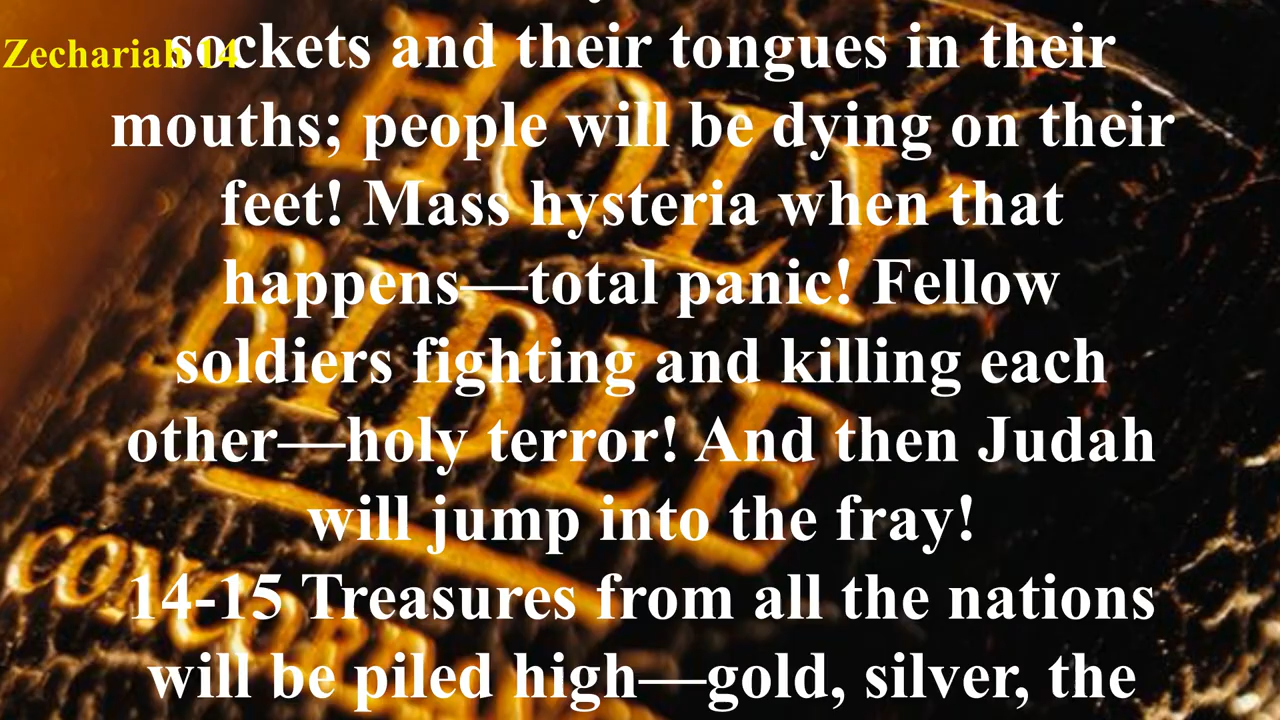 Zechariah 14
sockets and their tongues in their
mouths; people will be dying on their
feet! Mass hysteria when that
happens—total panic! Fellow
soldiers fighting and killing each
other—holy terror! And then Judah
will jump into the fray!
14-15 Treasures from all the nations
will be piled high—gold, silver, the
HOLY
BIBLE